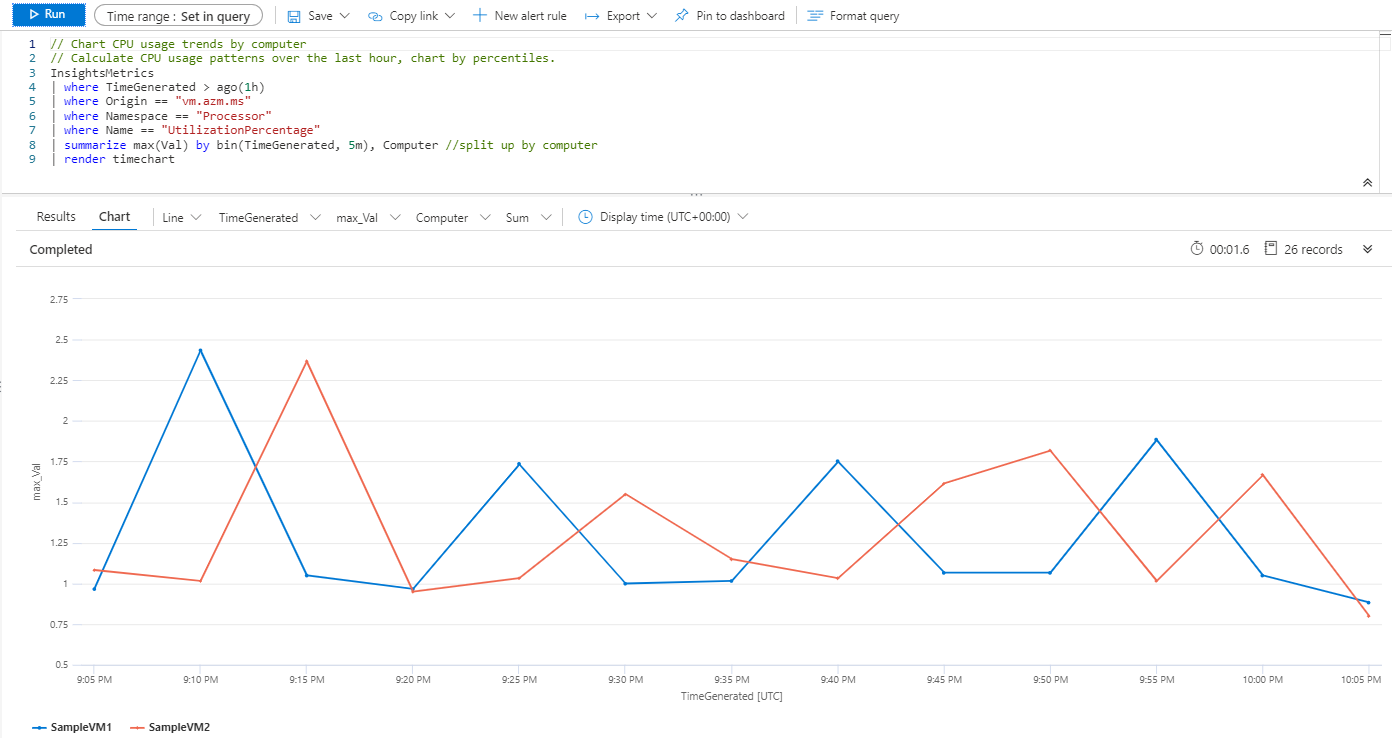 Run Time range : Set in query Save Copy link New alert rule Export Pin to dashboard Format query
1 // Chart CPU usage trends by computer
2 // Calculate CPU usage patterns over the last hour, chart by percentiles.
3 InsightsMetrics
4 | where TimeGenerated > ago(1h)
5 | where Origin == "vm.azm.ms"
6 | where Namespace == "Processor"
7 | where Name == "UtilizationPercentage"
8 | summarize max(Val) by bin(TimeGenerated, 5m), Computer //split up by computer
9 | render timechart
Results Chart Line TimeGenerated max_Val Computer Sum Display time (UTC+00:00)
Completed 00:01.6 26 records
2.75
2.5
2.25
2
1.75
max_Val
1.5
1.25
1
0.75
0.5
9:05 PM 9:10 PM 9:15 PM 9:20 PM 9:25 PM 9:30 PM 9:35 PM 9:40 PM 9:45 PM 9:50 PM 9:55 PM 10:00 PM 10:05 PM
TimeGenerated [UTC]
SampleVM1 SampleVM2